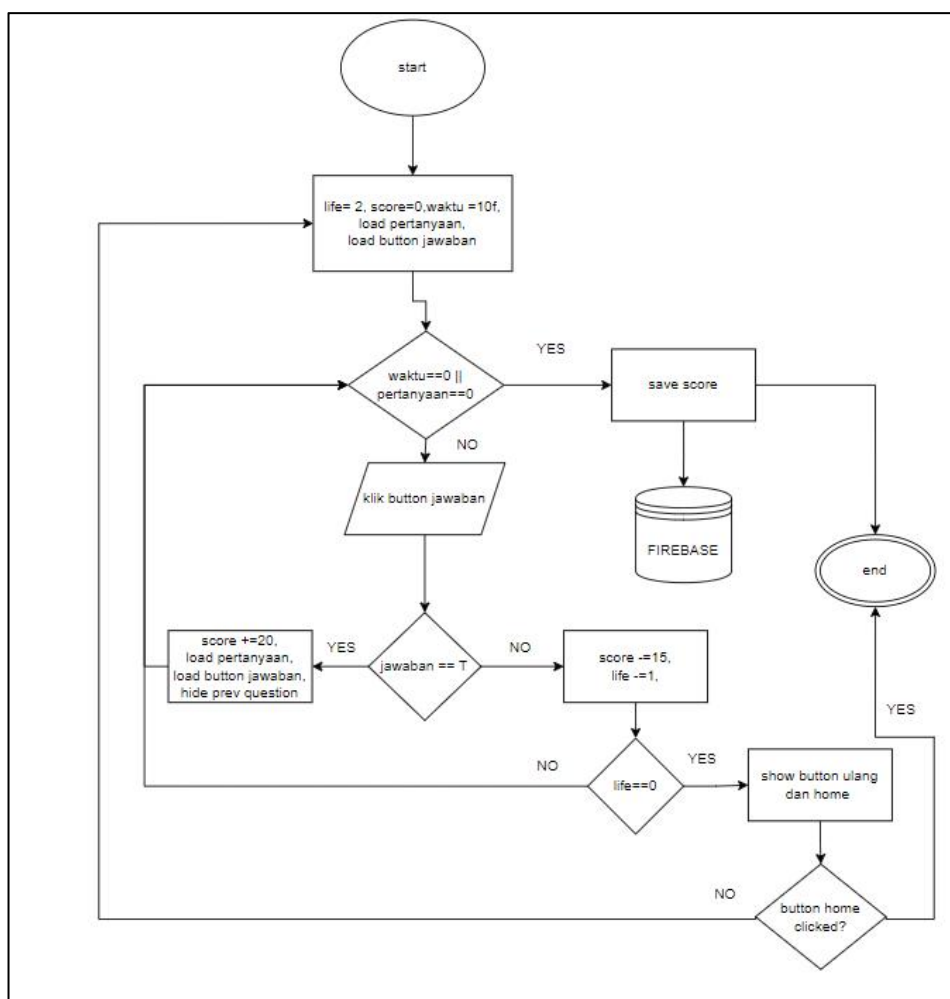 start
life= 2, score=0,waktu =10f,
load pertanyaan,
load button jawaban
waktu==0 ||
pertanyaan==0
YES
save score
NO
klik button jawaban
FIREBASE
end
score +=20,
load pertanyaan,
load button jawaban,
hide prev question
YES
jawaban == T
NO
score -=15,
life -=1,
YES
NO
life==0
YES
show button ulang
dan home
NO
button home
clicked?